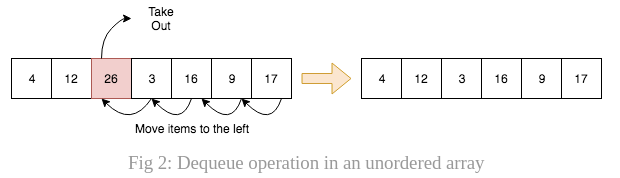 Take
Out
4 12 26 3 16 9 17
4 12 3 16 9 17
Move items to the left
Fig 2: Dequeue operation in an unordered array